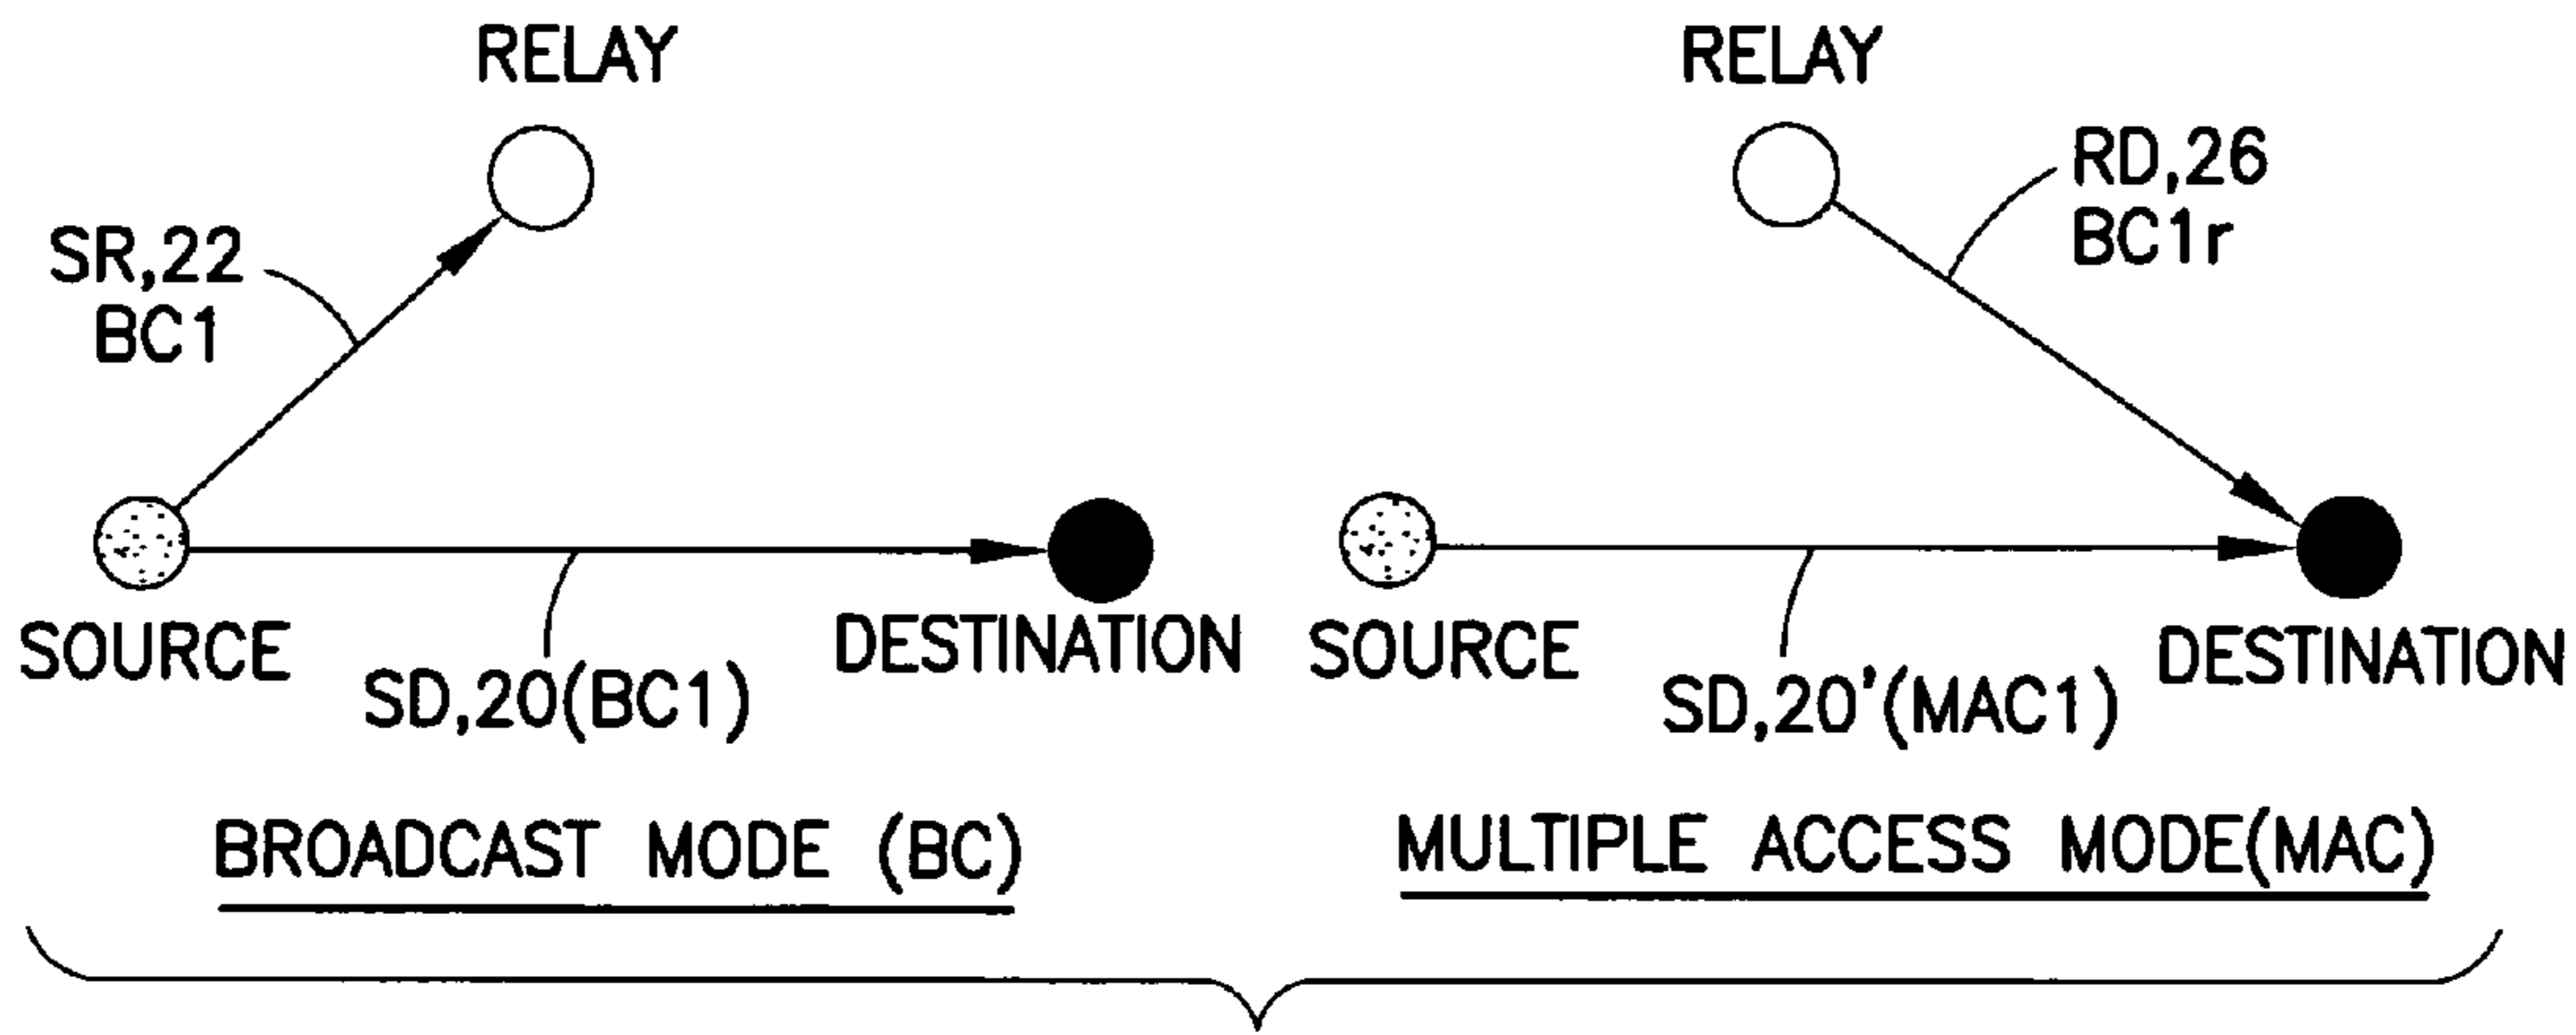 RELAY
SR,22
BC1
SOURCE
SD,20(BC1)
DESTINATION
BROADCAST MODE (BC)
RELAY
RD,26
BC1r
SOURCE
SD,20'(MAC1)
DESTINATION
MULTIPLE ACCESS MODE(MAC)